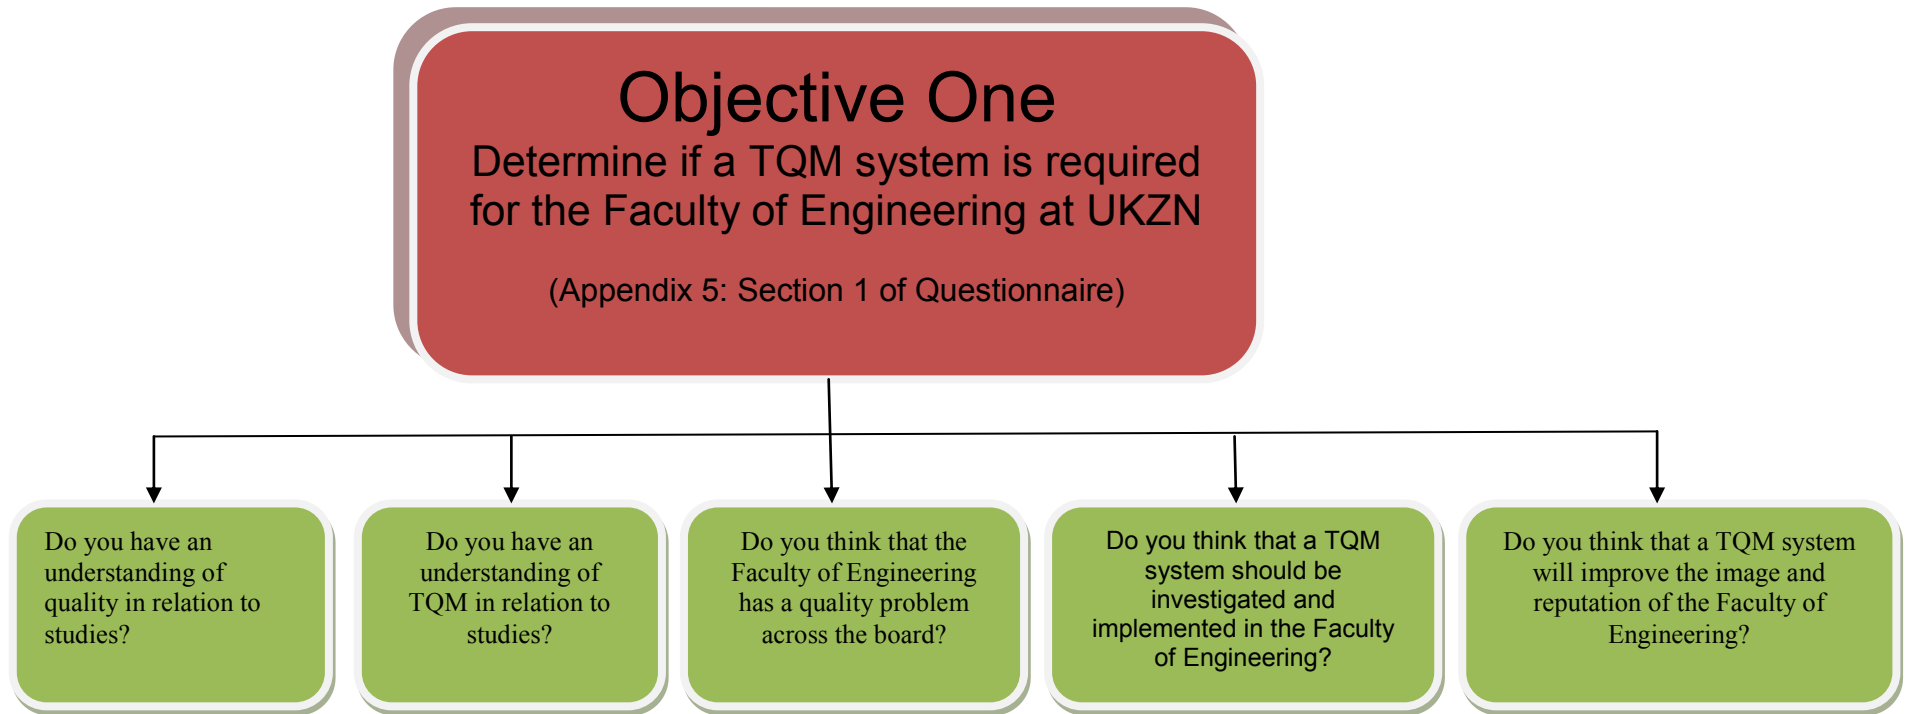 Objective One
Determine if a TQM system is required
for the Faculty of Engineering at UKZN
(Appendix 5: Section 1 of Questionnaire)
Do you have an
understanding of
quality in relation to
studies?
Do you have an
understanding of
TQM in relation to
studies?
Do you think that the
Faculty of Engineering
has a quality problem
across the board?
Do you think that a TQM
system should be
investigated and
implemented in the Faculty
of Engineering?
Do you think that a TQM system
will improve the image and
reputation of the Faculty of
Engineering?